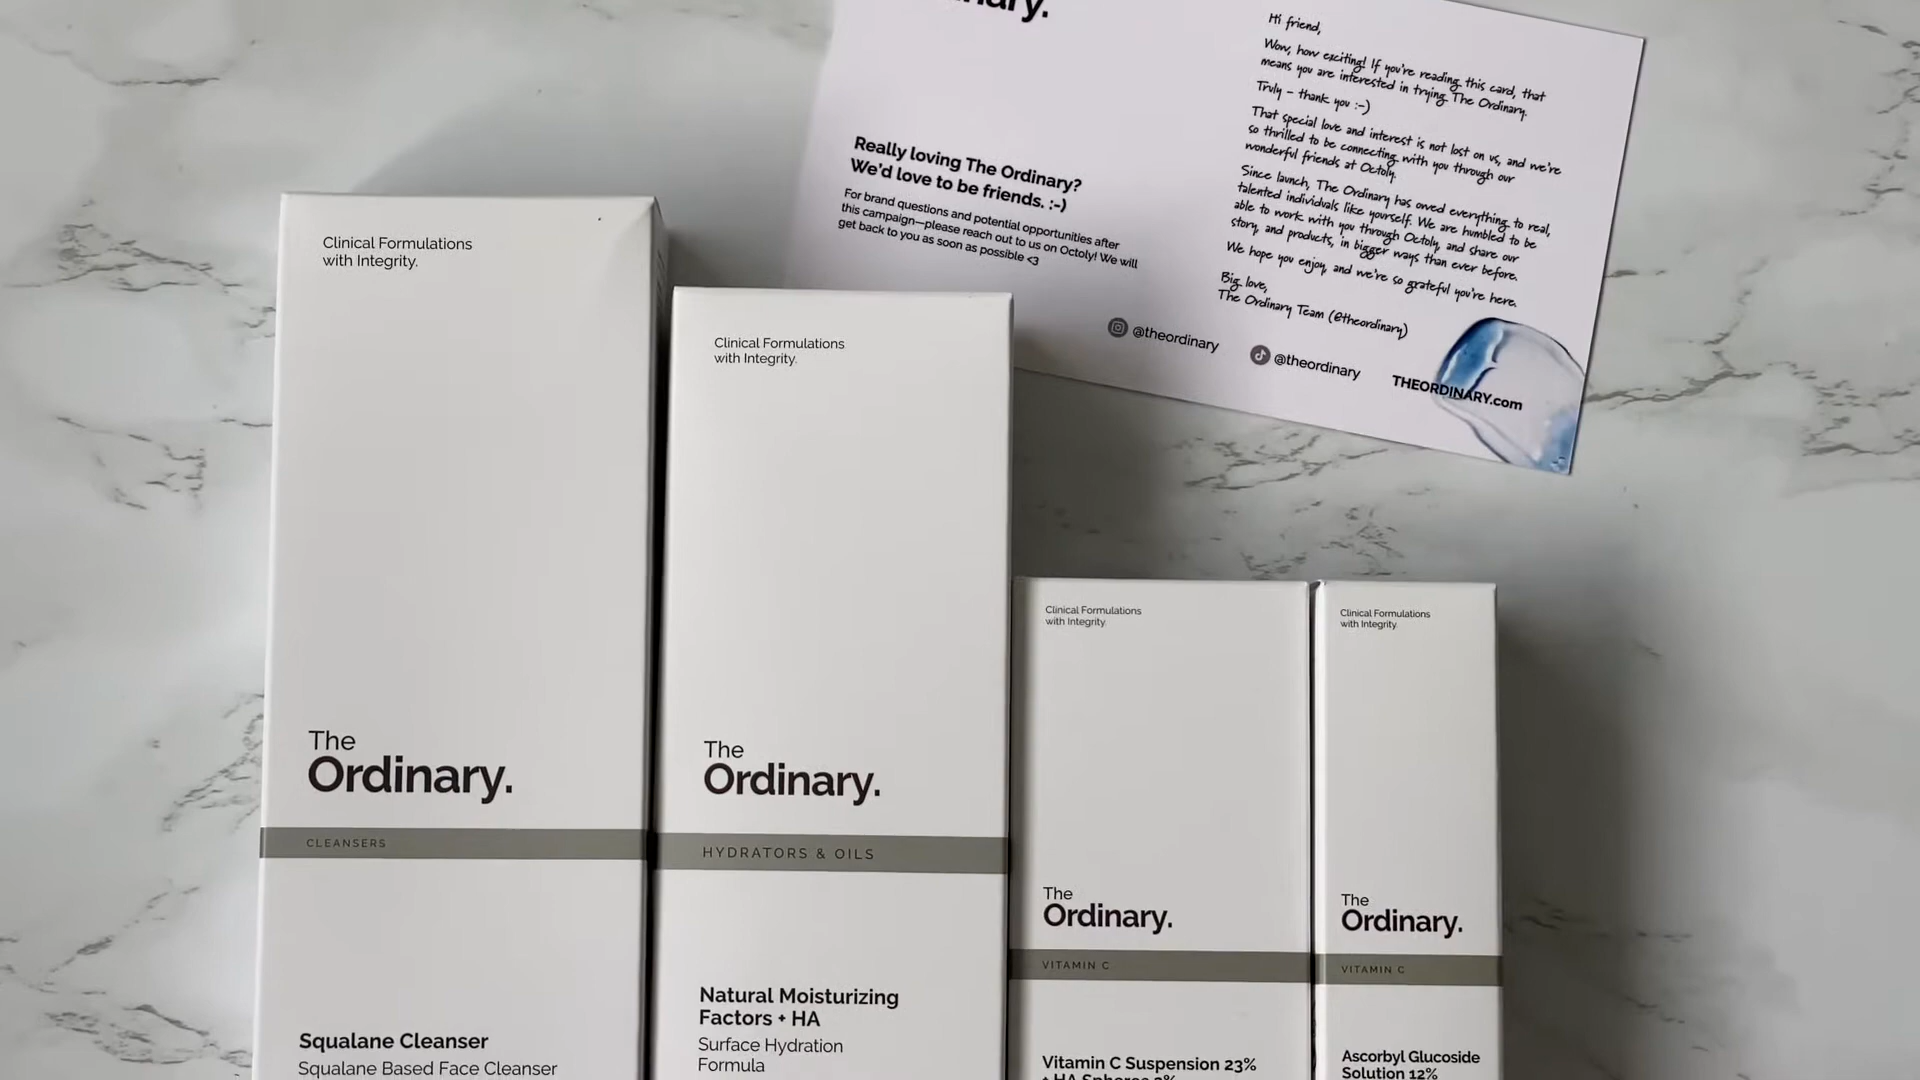 Hi friend,
Wow, how exciting! If you're reading this card, that
means you are interested in trying The Ordinary.
Truly – thank you :-)
That special love and interest is not lost on us, and we're
so thrilled to be connecting with you through our
wonderful friends at Octoly.
Since launch, The Ordinary has owed everything to real,
talented individuals like yourself. We are humbled to be
able to work with you through Octoly, and share our
story, and products, in bigger ways than ever before.
We hope you enjoy, and we're so grateful you're here.
Big love,
The Ordinary Team (@theordinary)
Really loving The Ordinary?
We'd love to be friends. :-)
For brand questions and potential opportunities after
this campaign—please reach out to us on Octoly! We will
get back to you as soon as possible <3
@theordinary
@theordinary
THEORDINARY.com
Clinical Formulations
with Integrity.
The
Ordinary.
CLEANSERS
Squalane Cleanser
Squalane Based Face Cleanser
Clinical Formulations
with Integrity.
The
Ordinary.
HYDRATORS & OILS
Natural Moisturizing
Factors + HA
Surface Hydration
Formula
Clinical Formulations
with Integrity
The
Ordinary.
VITAMIN C
Vitamin C Suspension 23%
+ HA Spheres 2%
Clinical Formulations
with Integrity
The
Ordinary.
VITAMIN C
Ascorbyl Glucoside
Solution 12%